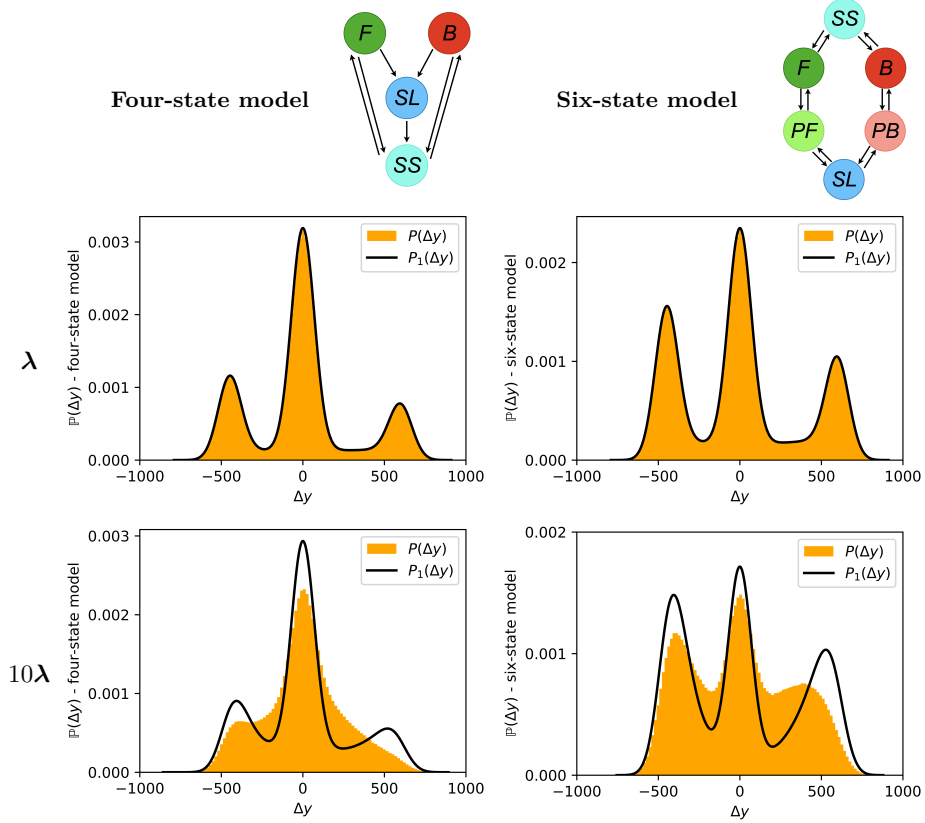 F
B
SL
SS
Four-state model
SS
F
B
PF
PB
SL
Six-state model
λ
ℙ(Δy) - four-state model
0.003
0.002
0.001
0.000
−1000
−500
0
500
1000
Δy
P(Δy)
P₁(Δy)
ℙ(Δy) - six-state model
0.002
0.001
0.000
−1000
−500
0
500
1000
Δy
P(Δy)
P₁(Δy)
10λ
ℙ(Δy) - four-state model
0.003
0.002
0.001
0.000
−1000
−500
0
500
1000
Δy
P(Δy)
P₁(Δy)
ℙ(Δy) - six-state model
0.002
0.001
0.000
−1000
−500
0
500
1000
Δy
P(Δy)
P₁(Δy)